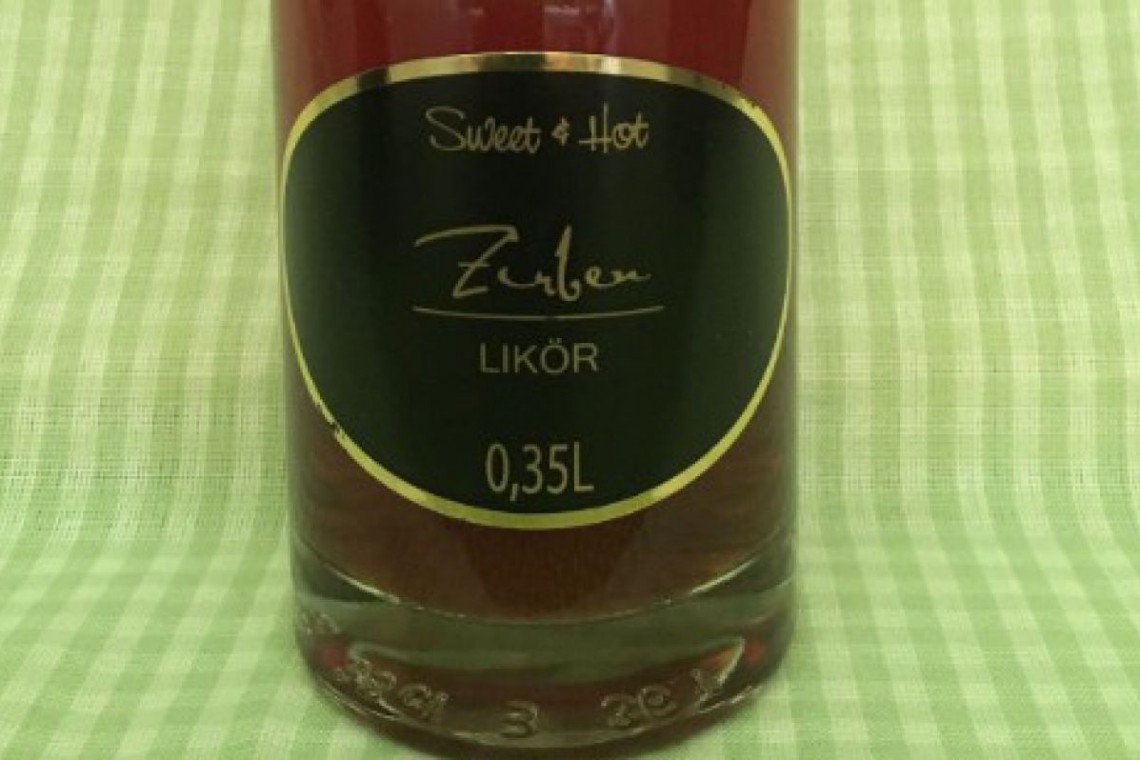 Sweet & Hot
Zirben
LIKÖR
0,35L